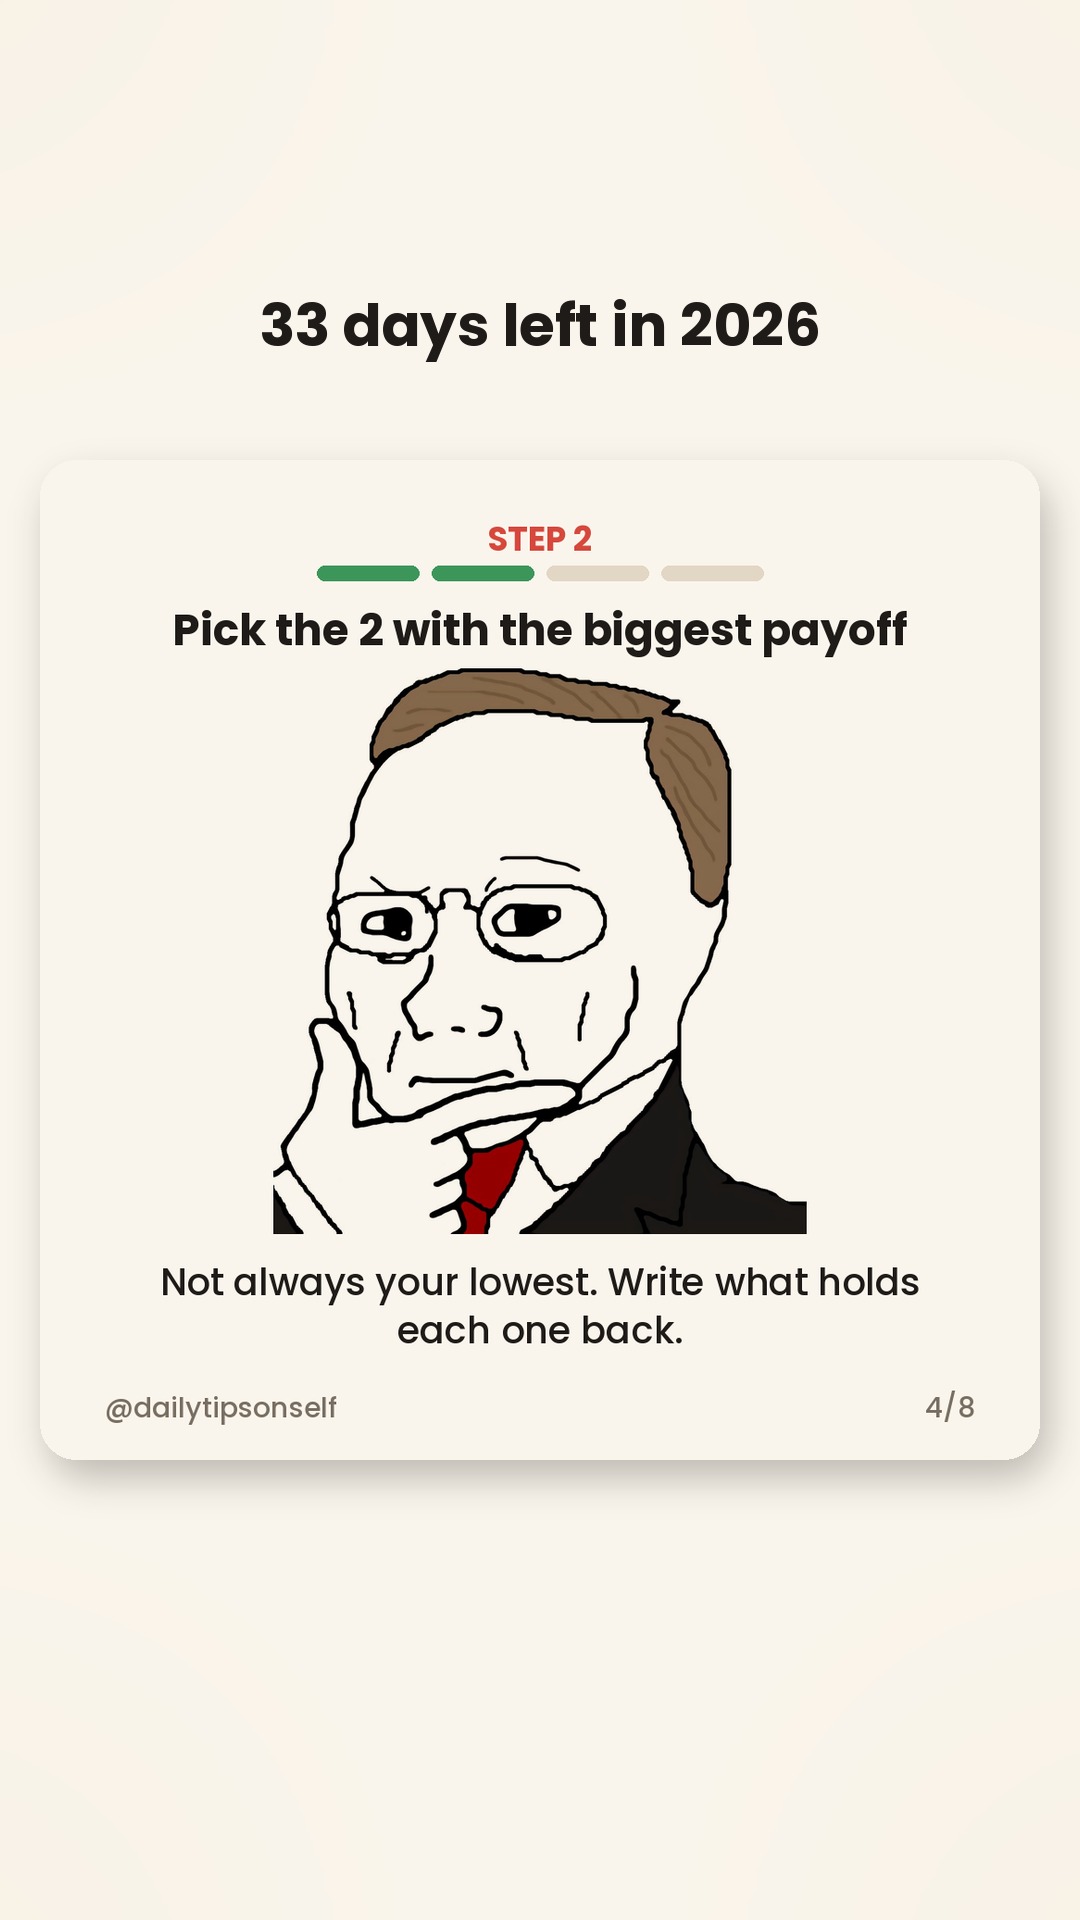 33 days left in 2026
STEP 2
Pick the 2 with the biggest payoff
Not always your lowest. Write what holds
each one back.
@dailytipsonself
4/8